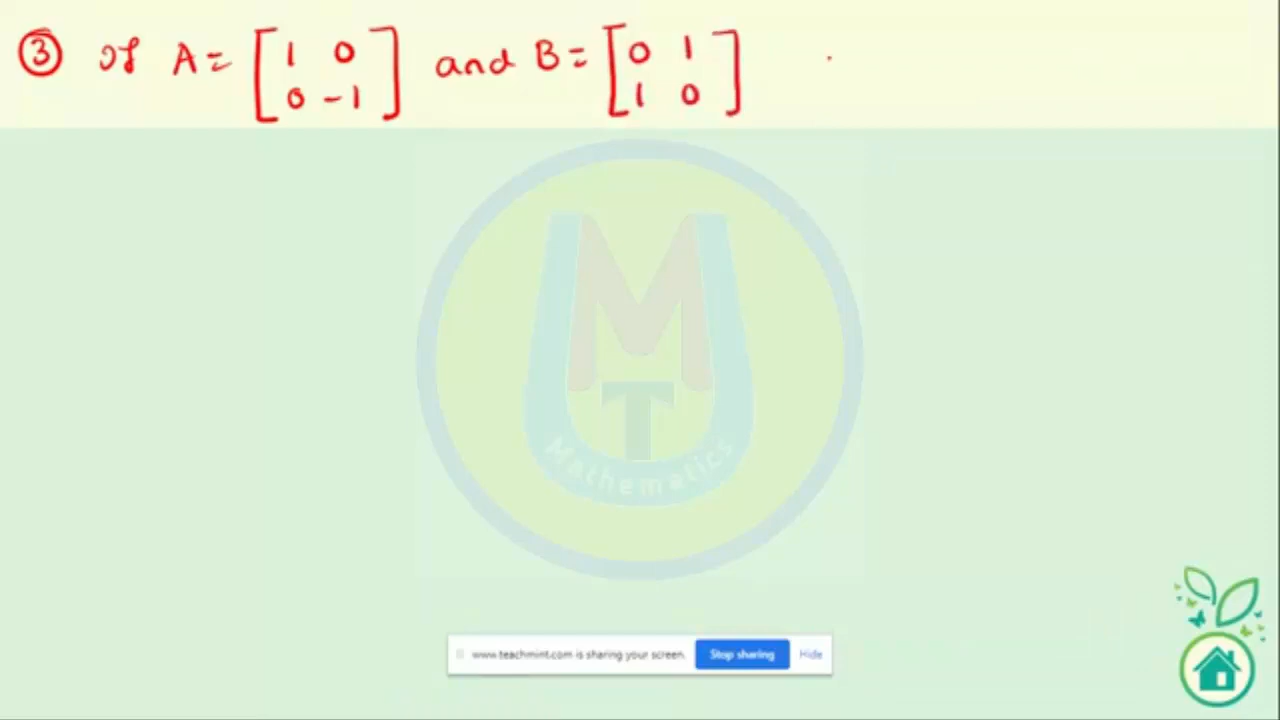 ③ If A = [1 0 0 -1] and B = [0 1 1 0]
UMT
Mathematics
www.teachmint.com is sharing your screen. Stop sharing Hide